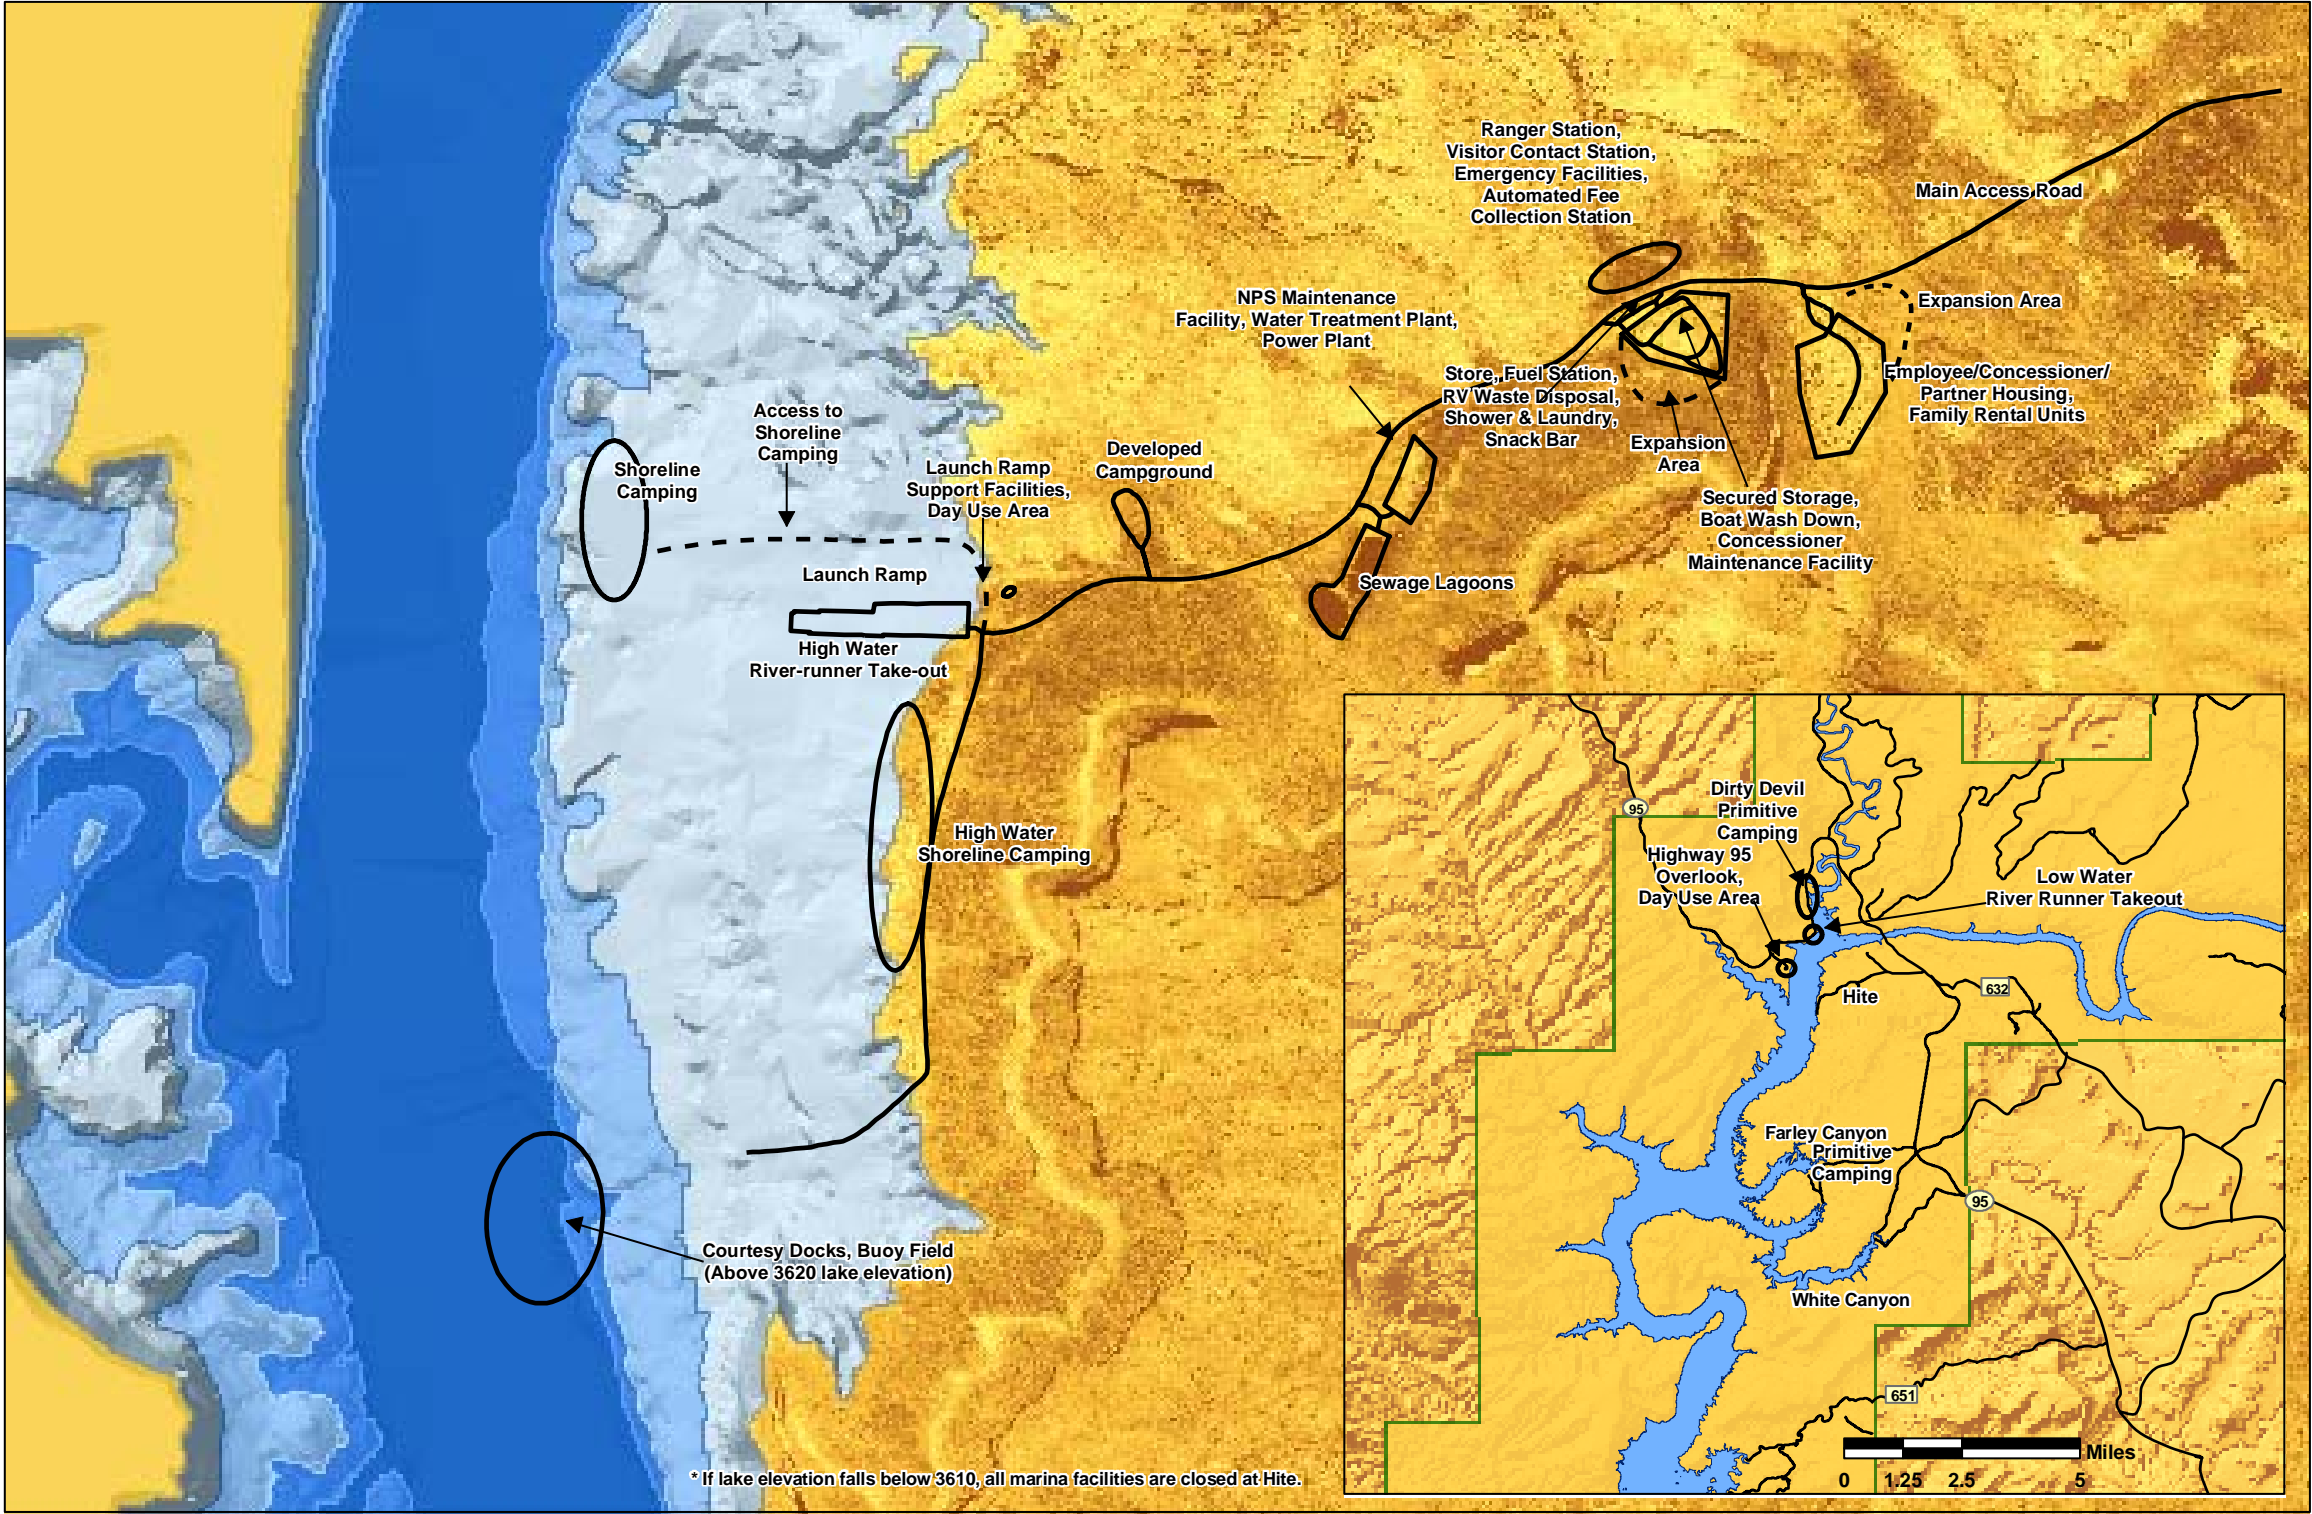 Ranger Station,
Visitor Contact Station,
Emergency Facilities,
Automated Fee
Collection Station
Main Access Road
NPS Maintenance
Facility, Water Treatment Plant,
Power Plant
Expansion Area
Store, Fuel Station,
RV Waste Disposal,
Shower & Laundry,
Snack Bar
Employee/Concessioner/
Partner Housing,
Family Rental Units
Access to
Shoreline
Camping
Expansion
Area
Developed
Campground
Shoreline
Camping
Launch Ramp
Support Facilities,
Day Use Area
Secured Storage,
Boat Wash Down,
Concessioner
Maintenance Facility
Launch Ramp
Sewage Lagoons
High Water
River-runner Take-out
High Water
Shoreline Camping
Courtesy Docks, Buoy Field
(Above 3620 lake elevation)
* If lake elevation falls below 3610, all marina facilities are closed at Hite.
95
Dirty Devil
Primitive
Camping
Highway 95
Overlook,
Day Use Area
Low Water
River Runner Takeout
632
Hite
Farley Canyon
Primitive
Camping
95
White Canyon
651
Miles
0 1.25 2.5 5